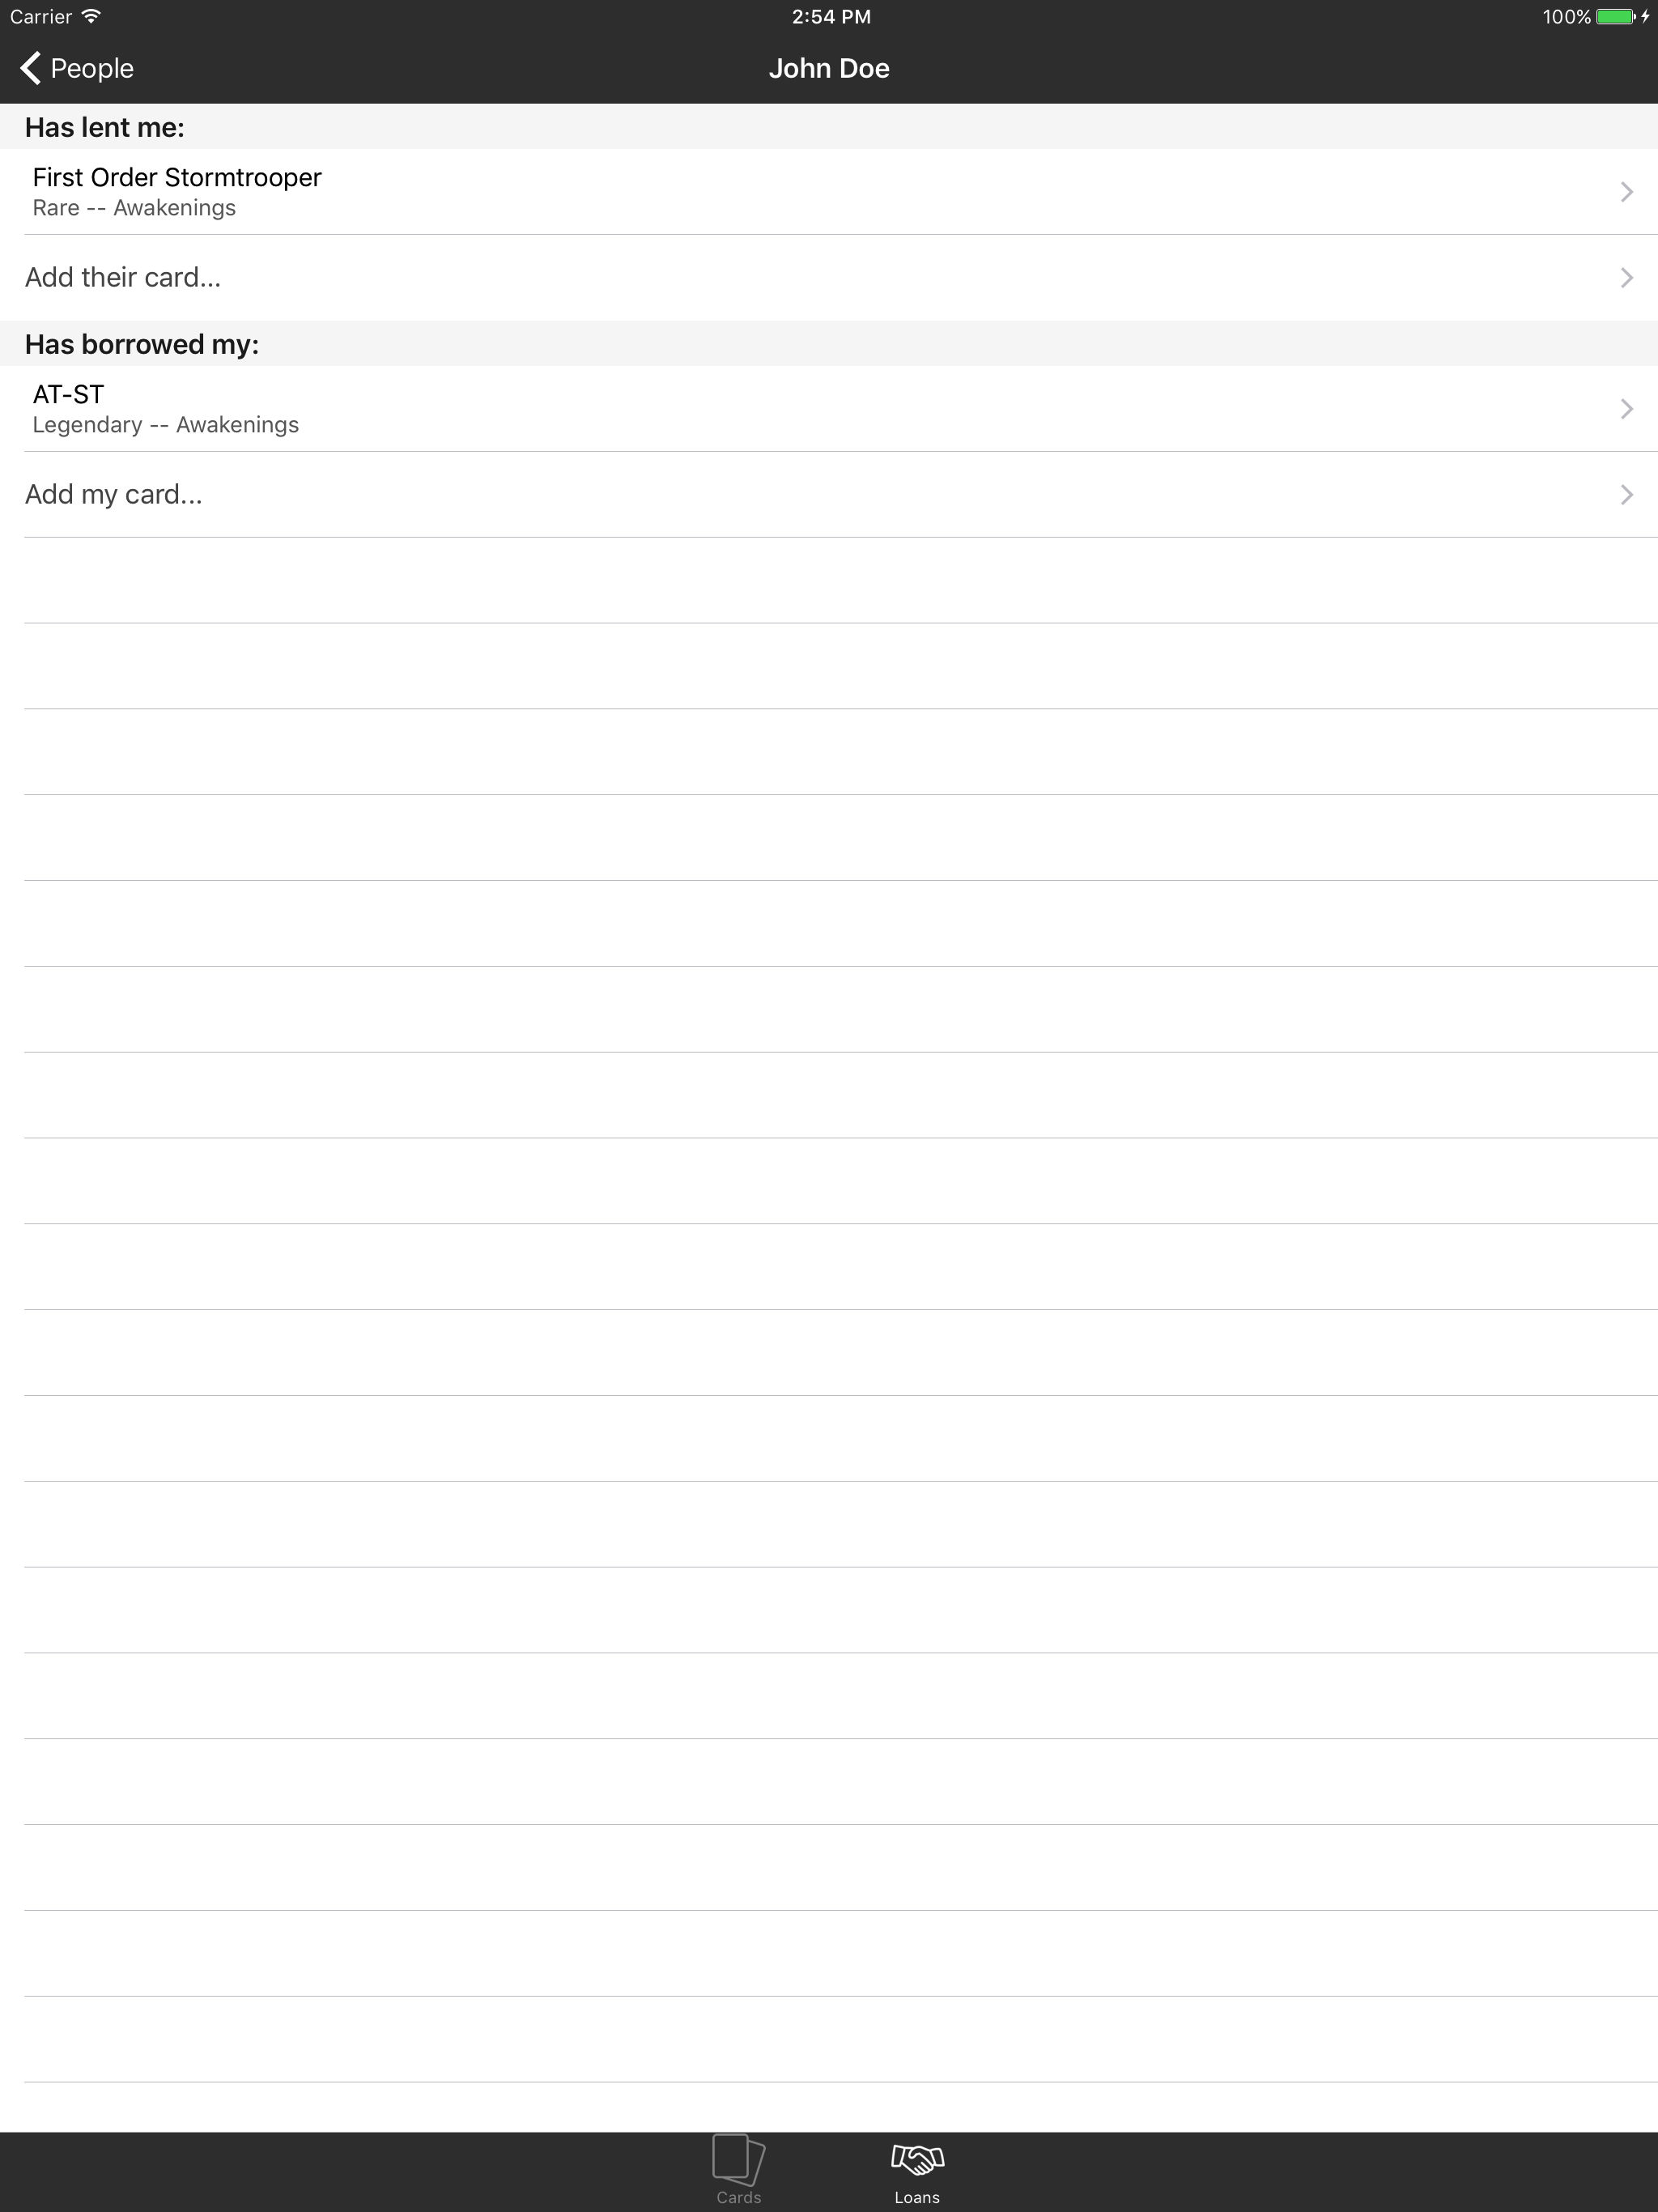 Carrier 2:54 PM 100%
People John Doe
Has lent me:
First Order Stormtrooper
Rare -- Awakenings
Add their card...
Has borrowed my:
AT-ST
Legendary -- Awakenings
Add my card...
Cards Loans